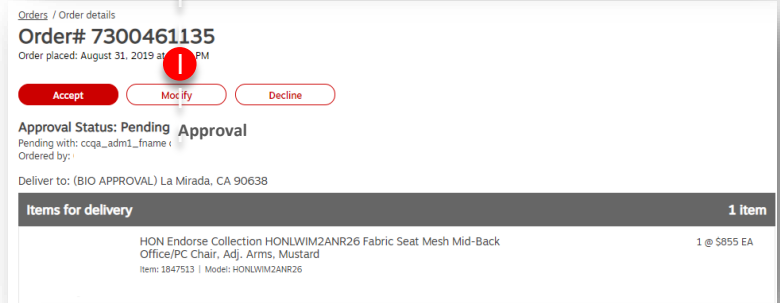 Orders / Order details
Order# 7300461135
Order placed: August 31, 2019 at PM
Accept Modify Decline
Approval Status: Pending Approval
Pending with: ccqa_adm1_fname
Ordered by:
Deliver to: (BIO APPROVAL) La Mirada, CA 90638
Items for delivery 1 item
HON Endorse Collection HONLWIM2ANR26 Fabric Seat Mesh Mid-Back 1 @ $855 EA
Office/PC Chair, Adj. Arms, Mustard
Item: 1847513 | Model: HONLWIM2ANR26